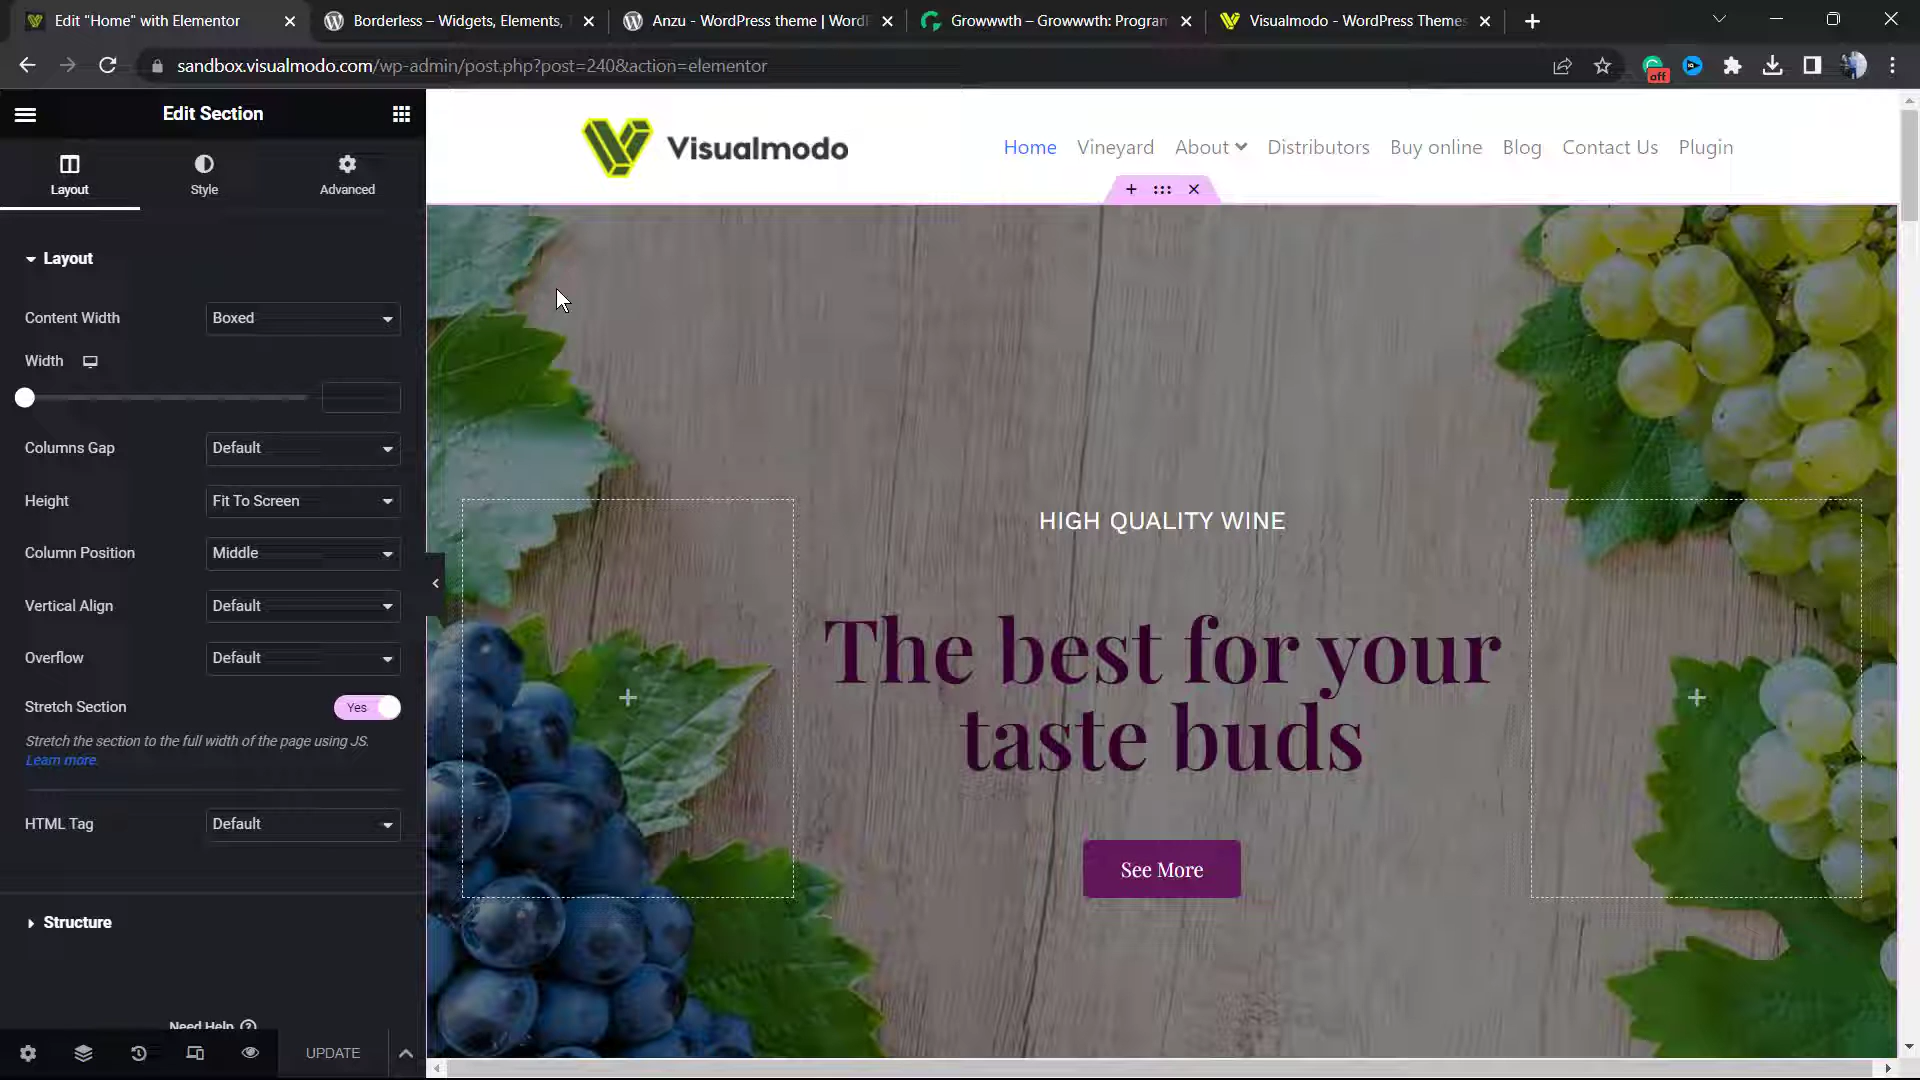 Edit "Home" with Elementor
Borderless – Widgets, Elements,
Anzu - WordPress theme | Word
Growwwth – Growwwth: Program
Visualmodo - WordPress Themes
sandbox.visualmodo.com/wp-admin/post.php?post=240&action=elementor
off
Edit Section
Layout
Style
Advanced
Layout
Content Width
Boxed
Width
Columns Gap
Default
Height
Fit To Screen
Column Position
Middle
Vertical Align
Default
Overflow
Default
Stretch Section
Yes
Stretch the section to the full width of the page using JS.
Learn more.
HTML Tag
Default
Structure
Need Help
UPDATE
Visualmodo
Home
Vineyard
About
Distributors
Buy online
Blog
Contact Us
Plugin
HIGH QUALITY WINE
The best for your
taste buds
See More